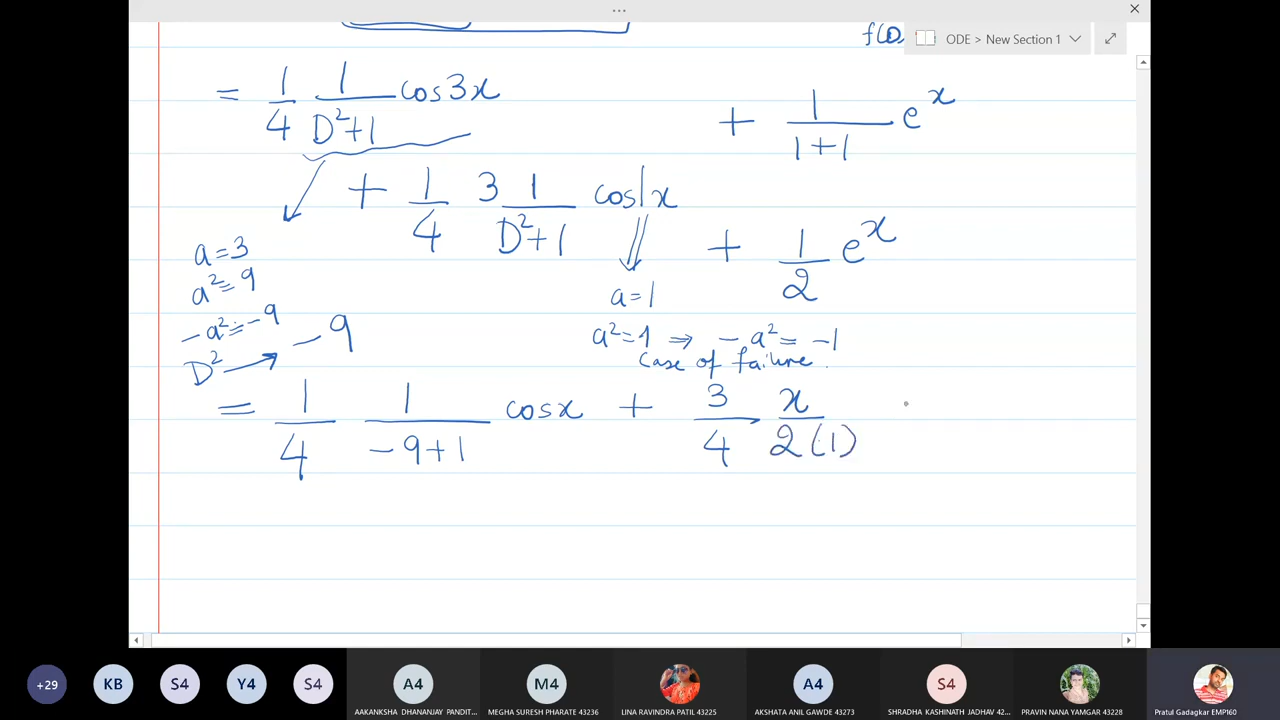 f(D
ODE > New Section 1
= 1/4 1/(D²+1) cos3x + 1/(1+1) e^x
+ 1/4 3 1/(D²+1) cos1x + 1/2 e^x
a=3
a²=9
-a²=-9
D² → -9
a=1
a²=1 ⇒ -a² = -1
Case of failure.
= 1/4 1/(-9+1) cosx + 3/4 x/2(1)
+29 KB S4 Y4 S4 A4 M4 A4 S4
AAKANKSHA DHANANJAY PANDIT... MEGHA SURESH PHARATE 43236 LINA RAVINDRA PATIL 43225 AKSHATA ANIL GAWDE 43273 SHRADHA KASHINATH JADHAV 42... PRAVIN NANA YAMGAR 43228 Pratul Gadagkar EMP160